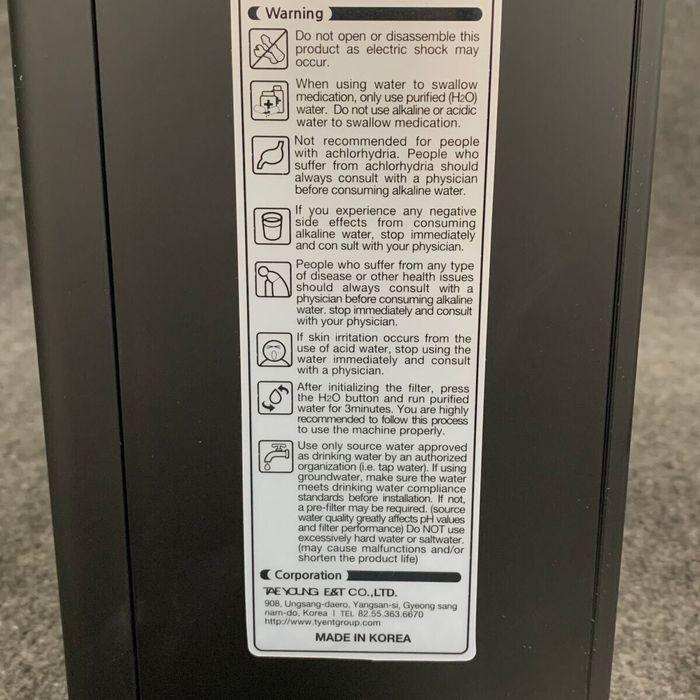 Warning
Do not open or disassemble this
product as electric shock may
occur.
When using water to swallow
medication, only use purified (H2O)
water. Do not use alkaline or acidic
water to swallow medication.
Not recommended for people
with achlorhydria. People who
suffer from achlorhydria should
always consult with a physician
before consuming alkaline water.
If you experience any negative
side effects from consuming
alkaline water, stop immediately
and con sult with your physician.
People who suffer from any type
of disease or other health issues
should always consult with a
physician before consuming alkaline
water. stop immediately and consult
with your physician.
If skin irritation occurs from the
use of acid water, stop using the
water immediately and consult
with a physician.
After initializing the filter, press
the H2O button and run purified
water for 3minutes. You are highly
recommended to follow this process
to use the machine properly.
Use only source water approved
as drinking water by an authorized
organization (i.e. tap water). If using
groundwater, make sure the water
meets drinking water compliance
standards before installation. If not,
a pre-filter may be required. (source
water quality greatly affects pH values
and filter performance) Do NOT use
excessively hard water or saltwater.
(may cause malfunctions and/or
shorten the product life)
Corporation
TAEYOUNG E&T CO.,LTD.
908, Ungsang-daero, Yangsan-si, Gyeong sang
nam-do, Korea I TEL 82.55.363.6670
http://www.tyentgroup.com
MADE IN KOREA